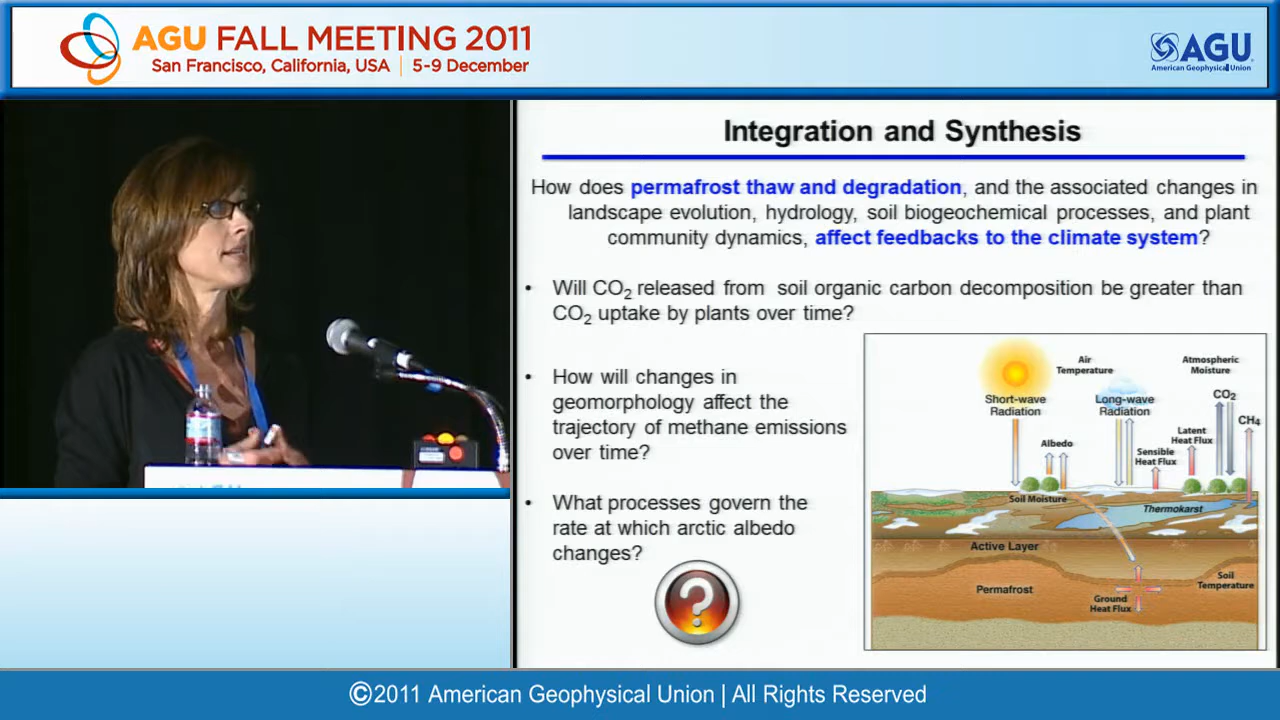 AGU FALL MEETING 2011
San Francisco, California, USA | 5-9 December
AGU
American Geophysical Union
Integration and Synthesis
How does permafrost thaw and degradation, and the associated changes in
landscape evolution, hydrology, soil biogeochemical processes, and plant
community dynamics, affect feedbacks to the climate system?
• Will CO2 released from soil organic carbon decomposition be greater than
CO2 uptake by plants over time?
• How will changes in
geomorphology affect the
trajectory of methane emissions
over time?
• What processes govern the
rate at which arctic albedo
changes?
?
Air
Temperature
Atmospheric
Moisture
Short-wave
Radiation
Long-wave
Radiation
CO2
CH4
Latent
Heat Flux
Albedo
Sensible
Heat Flux
Soil Moisture
Thermokarst
Active Layer
Permafrost
Soil
Temperature
Ground
Heat Flux
©2011 American Geophysical Union | All Rights Reserved